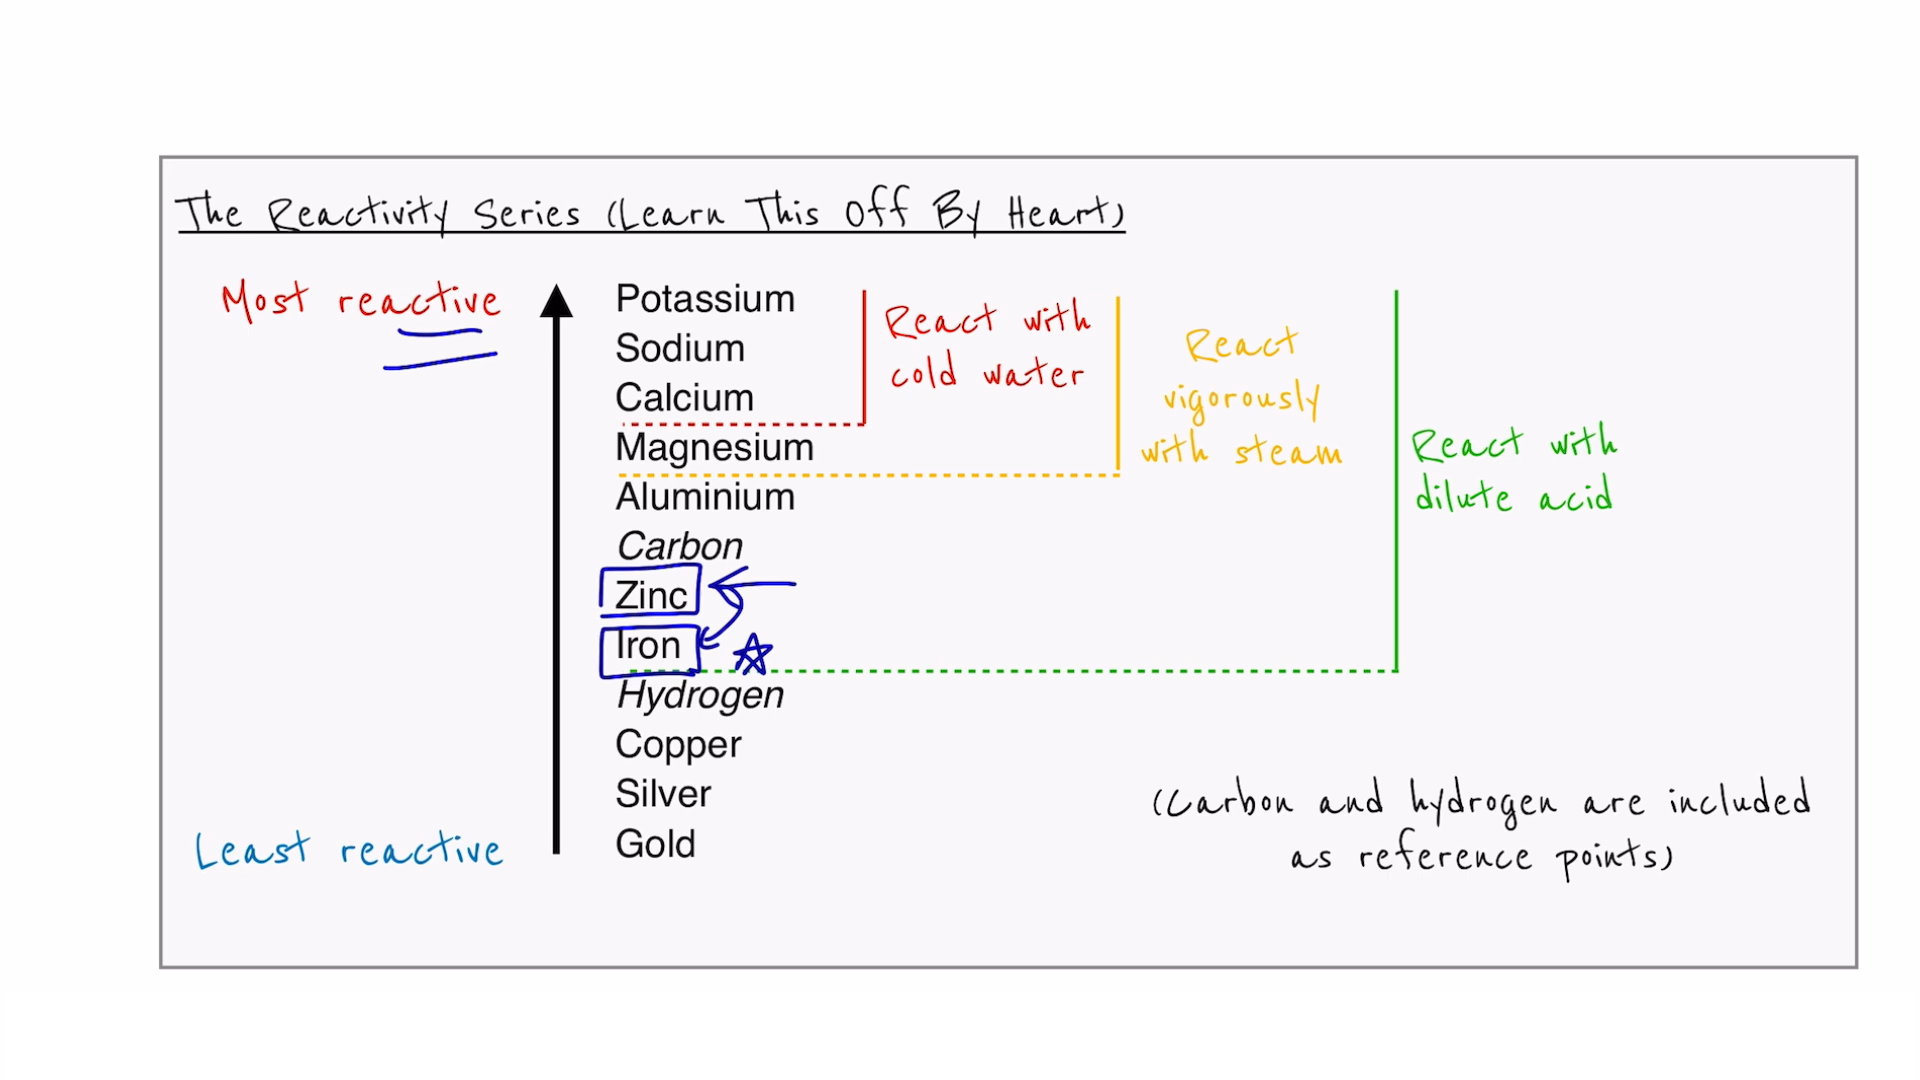 The Reactivity Series (Learn This Off By Heart)
Most reactive
Potassium
Sodium
Calcium
Magnesium
Aluminium
Carbon
Zinc
Iron
Hydrogen
Copper
Silver
Gold
Least reactive
React with
cold water
React
vigorously
with steam
React with
dilute acid
(Carbon and hydrogen are included
as reference points)